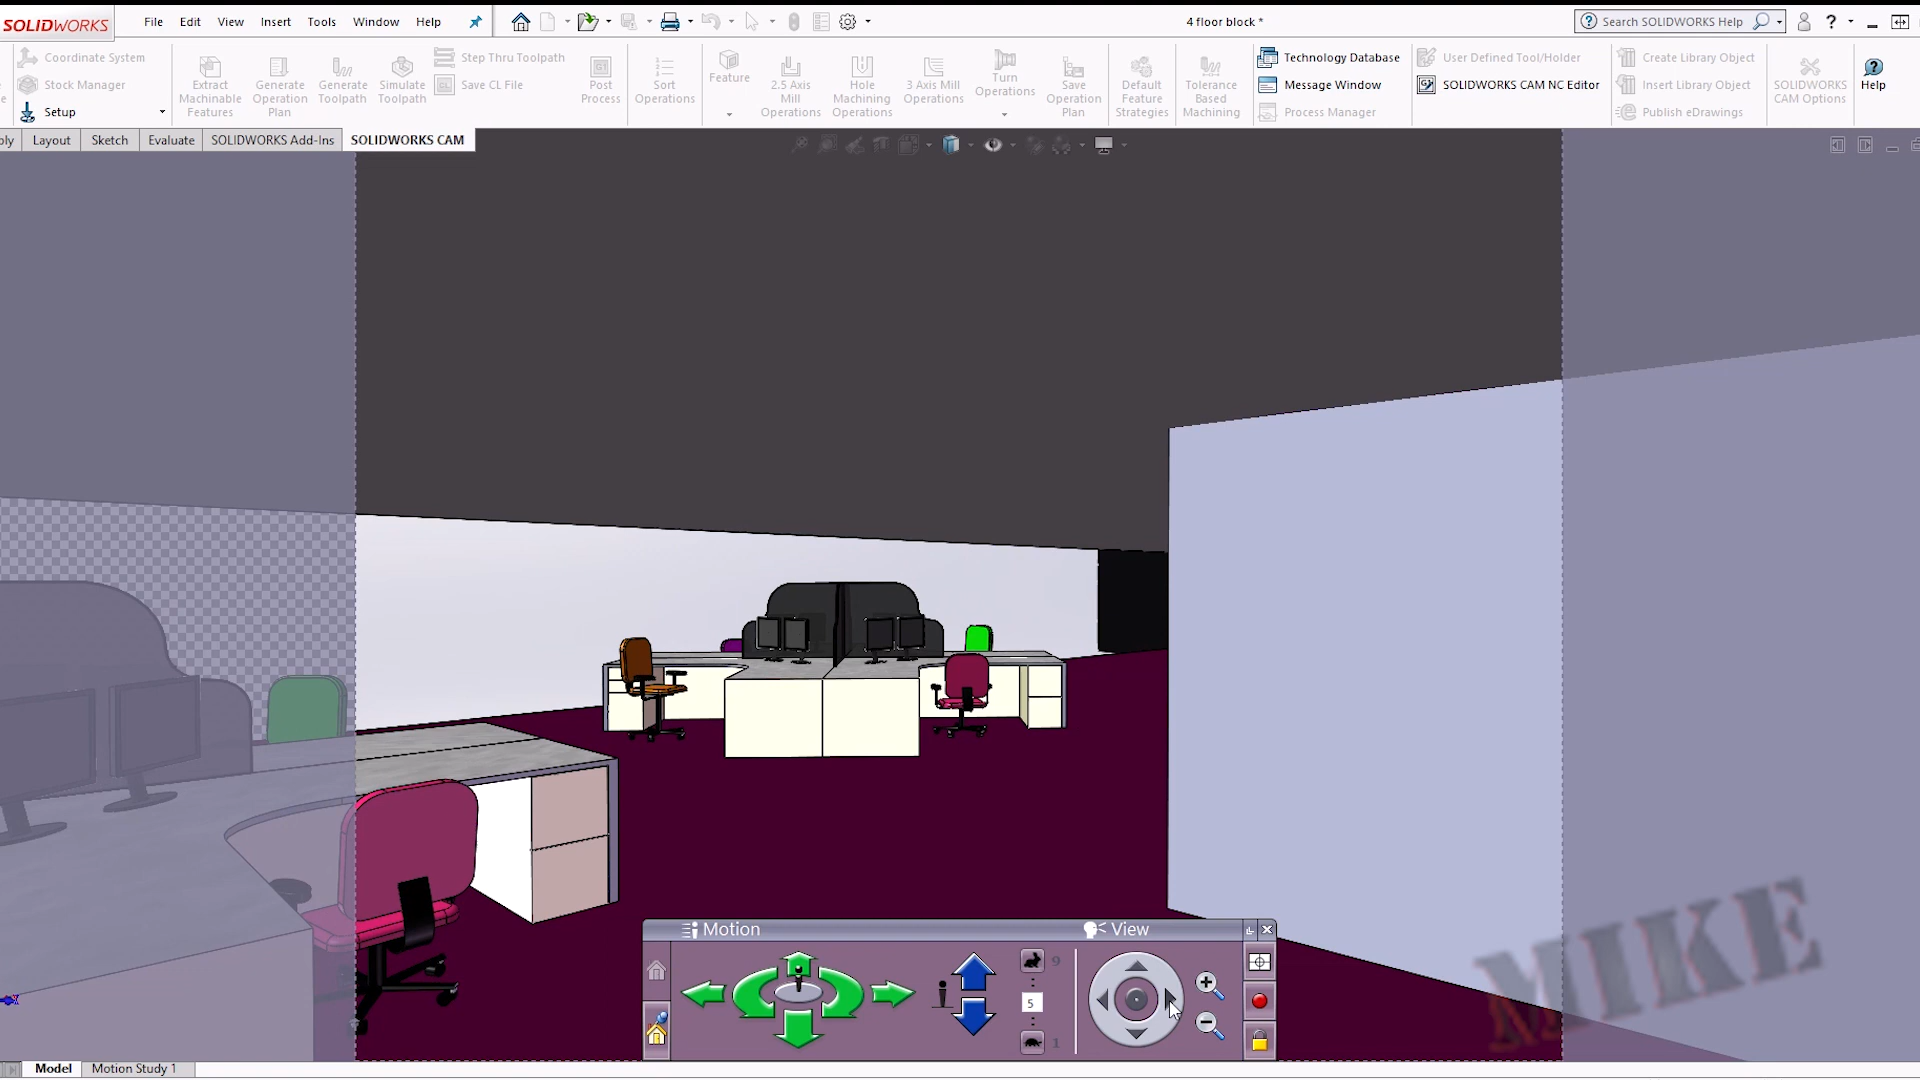 SOLIDWORKS File Edit View Insert Tools Window Help 4 floor block * Search SOLIDWORKS Help ?
Coordinate System
Stock Manager
Setup
Extract Machinable Features
Generate Operation Plan
Generate Toolpath
Simulate Toolpath
Step Thru Toolpath
Save CL File
Post Process
Sort Operations
Feature
2.5 Axis Mill Operations
Hole Machining Operations
3 Axis Mill Operations
Turn Operations
Save Operation Plan
Default Feature Strategies
Tolerance Based Machining
Technology Database
Message Window
Process Manager
User Defined Tool/Holder
SOLIDWORKS CAM NC Editor
Create Library Object
Insert Library Object
Publish eDrawings
SOLIDWORKS CAM Options
Help
bly Layout Sketch Evaluate SOLIDWORKS Add-Ins SOLIDWORKS CAM
Motion View
9
5
1
MIKE
Model Motion Study 1